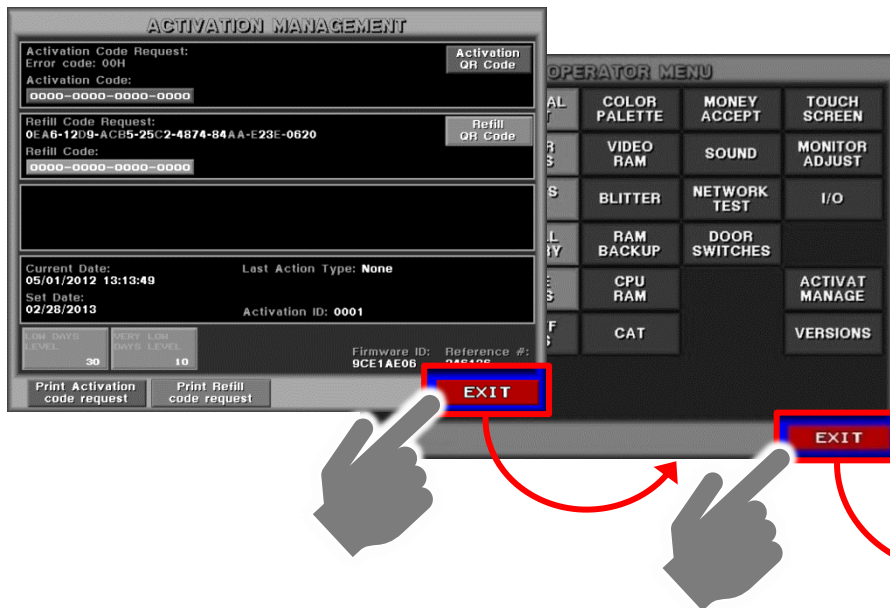 ACTIVATION MANAGEMENT
Activation Code Request:
Error code: 00H
Activation
QR Code
Activation Code:
0000-0000-0000-0000
Refill Code Request:
0EA6-12D9-ACB5-25C2-4874-84AA-E23E-0620
Refill
QR Code
Refill Code:
0000-0000-0000-0000
Current Date:
05/01/2012 13:13:49
Last Action Type: None
Set Date:
02/28/2013
Activation ID: 0001
LOW DAYS
LEVEL
30
VERY LOW
DAYS LEVEL
10
Firmware ID:
9CE1AE06
Reference #:
Print Activation
code request
Print Refill
code request
EXIT
OPERATOR MENU
COLOR
PALETTE
MONEY
ACCEPT
TOUCH
SCREEN
VIDEO
RAM
SOUND
MONITOR
ADJUST
BLITTER
NETWORK
TEST
I/O
RAM
BACKUP
DOOR
SWITCHES
CPU
RAM
ACTIVAT
MANAGE
CAT
VERSIONS
EXIT